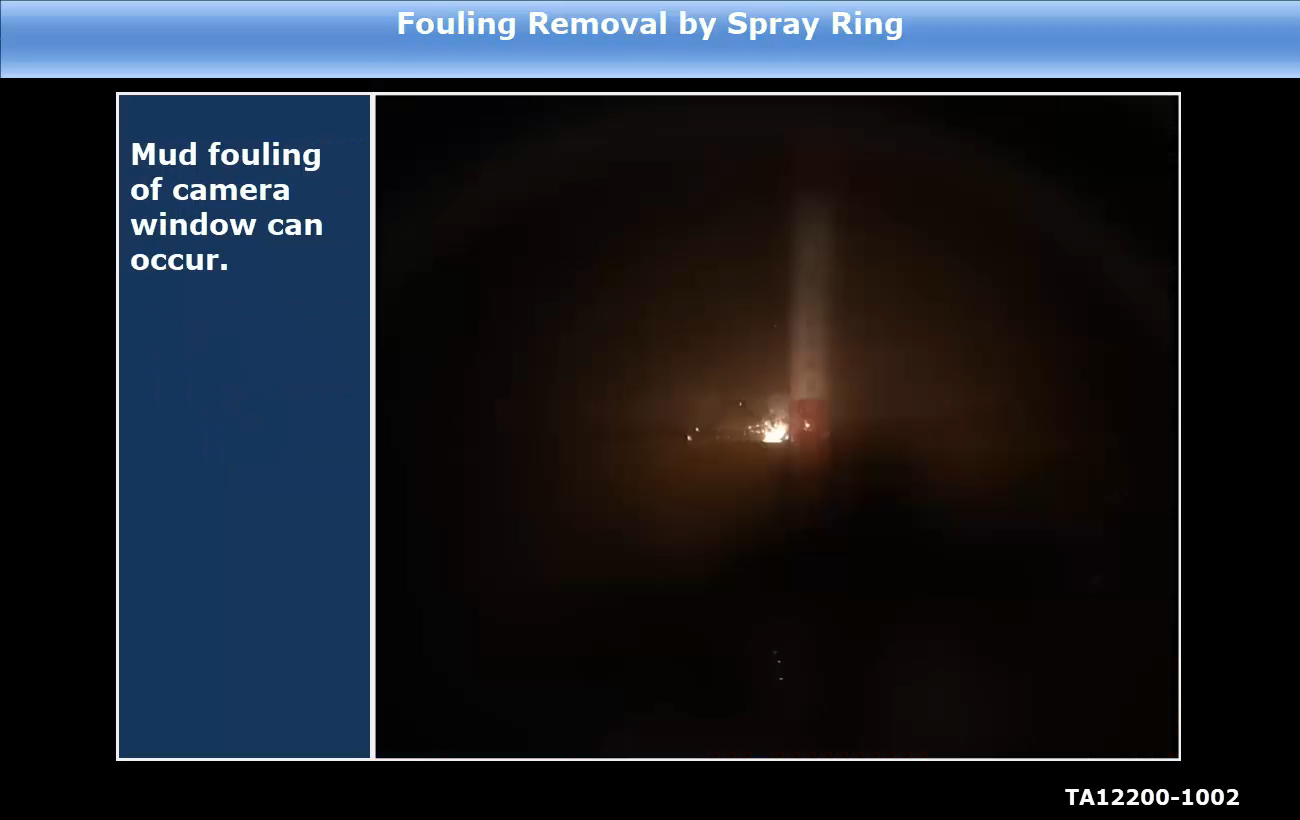 Fouling Removal by Spray Ring
Mud fouling
of camera
window can
occur.
TA12200-1002